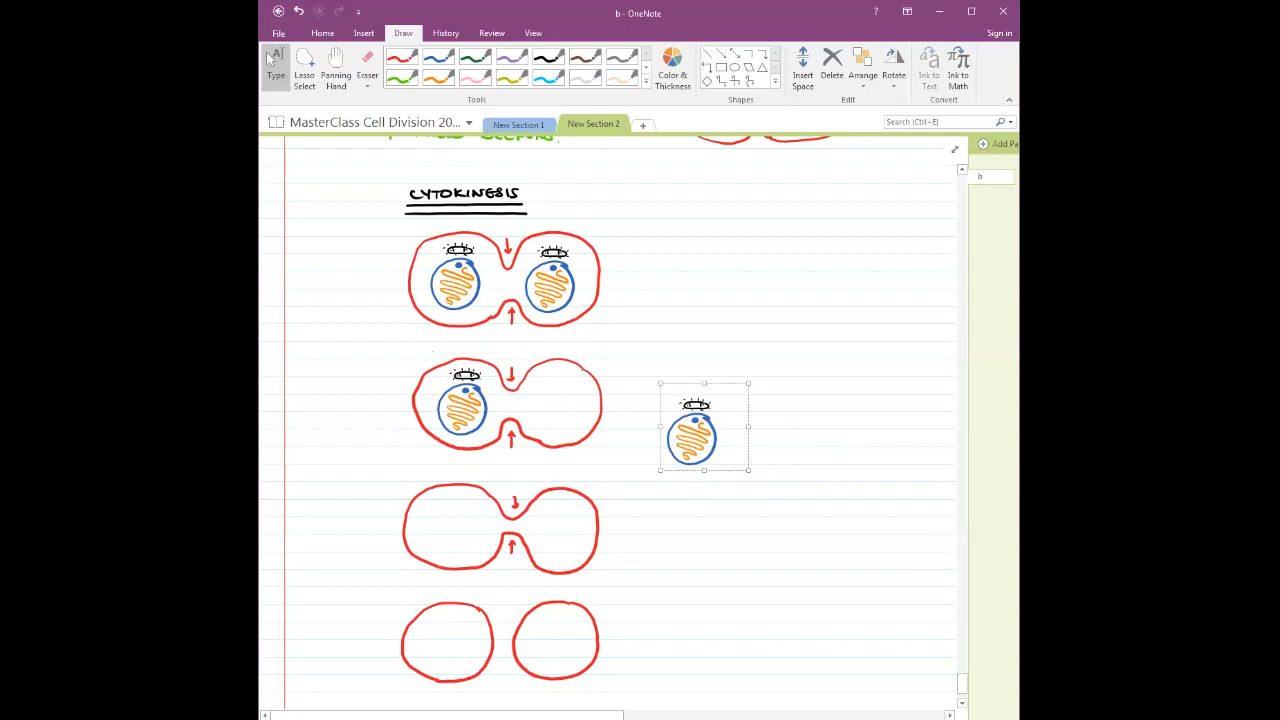 b - OneNote
?
Sign in
File Home Insert Draw History Review View
Type
Lasso Select
Panning Hand
Eraser
Color & Thickness
Insert Space
Delete
Arrange
Rotate
Ink to Text
Ink to Math
Tools
Shapes
Edit
Convert
MasterClass Cell Division 20...
New Section 1
New Section 2
Search (Ctrl+E)
Add Pa
b
CYTOKINESIS